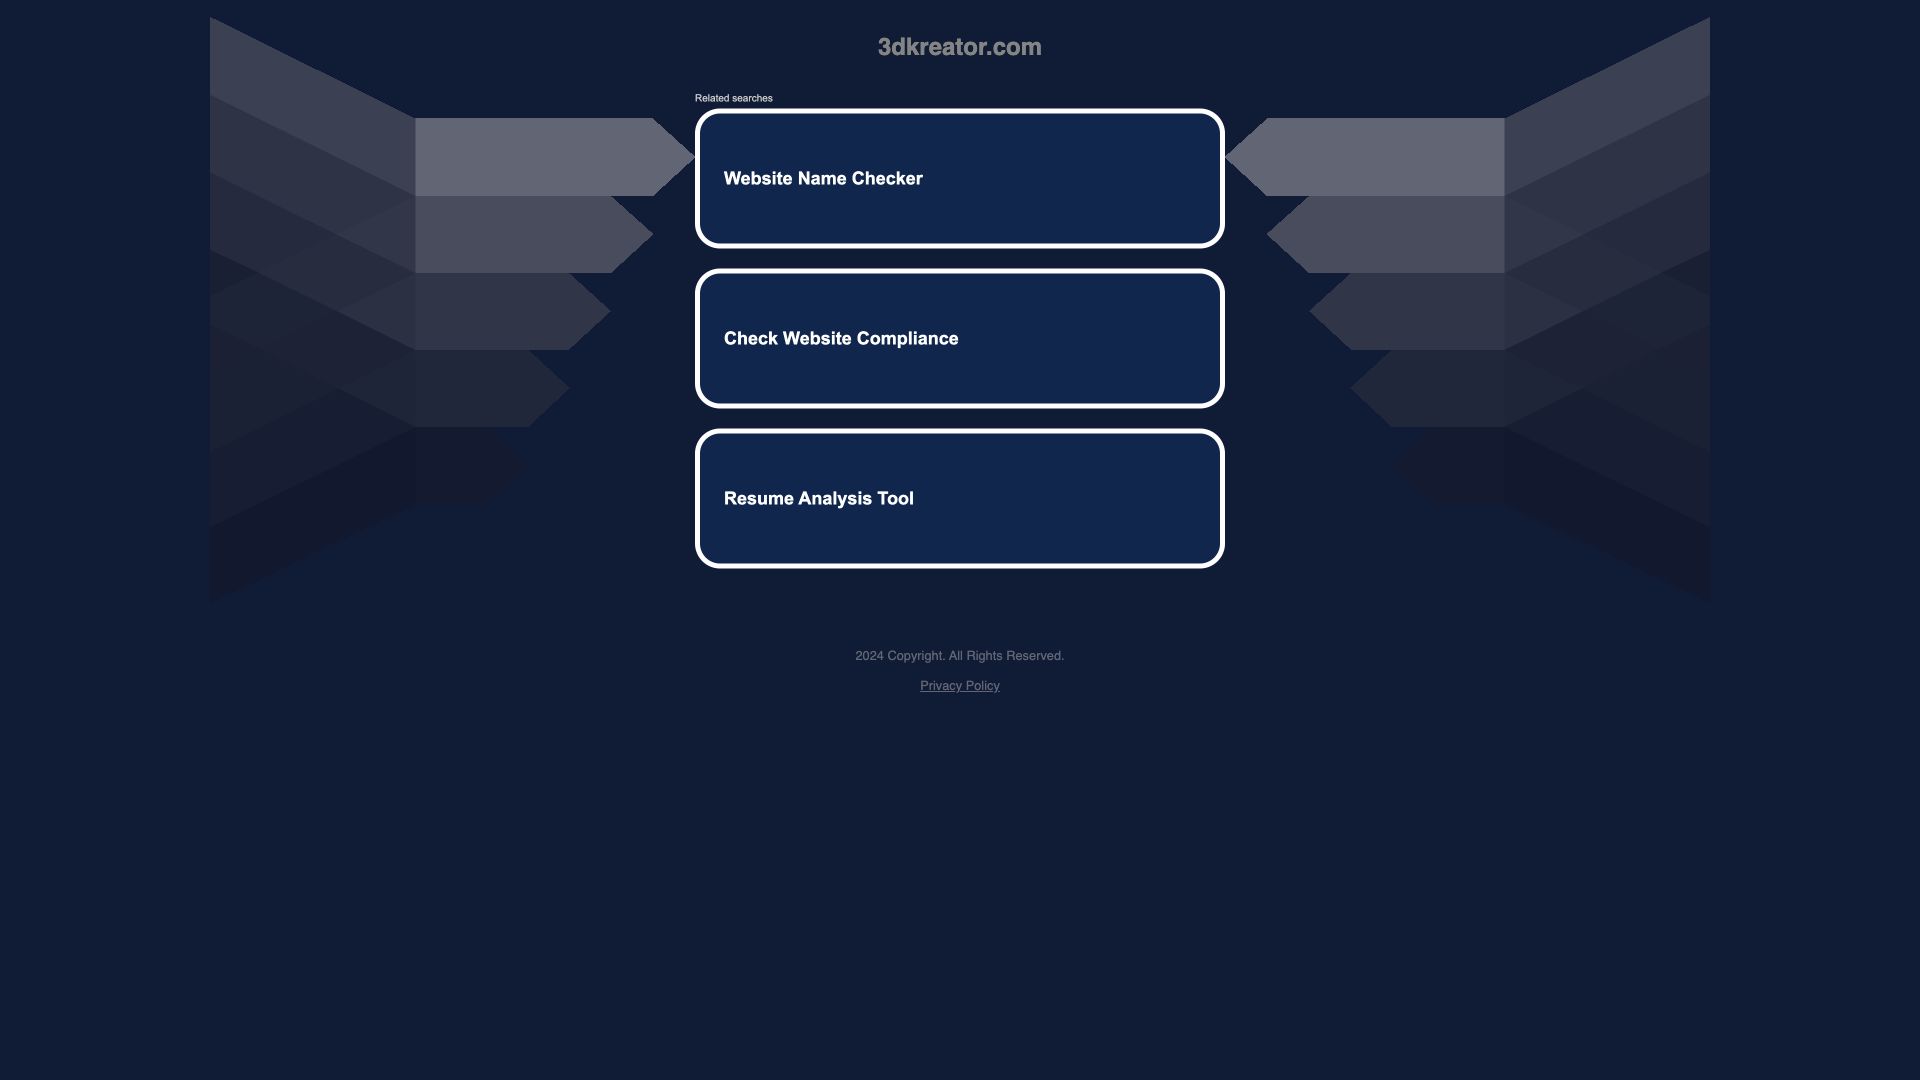 3dkreator.com
Related searches
Website Name Checker
Check Website Compliance
Resume Analysis Tool
2024 Copyright. All Rights Reserved.
Privacy Policy